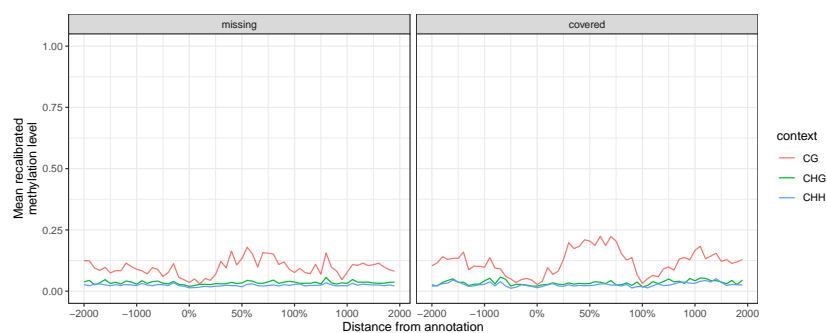 missing
covered
1.00
0.75
0.50
0.25
0.00
Mean recalibrated
methylation level
−2000 −1000 0% 50% 100% 1000 2000
−2000 −1000 0% 50% 100% 1000 2000
Distance from annotation
context
CG
CHG
CHH